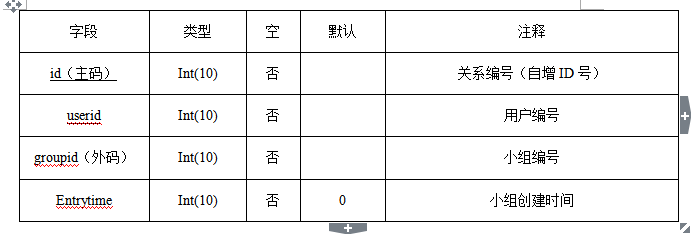 字段 类型 空 默认 注释
id（主码） Int(10) 否 关系编号（自增 ID 号）
userid Int(10) 否 用户编号
groupid（外码） Int(10) 否 小组编号
Entrytime Int(10) 否 0 小组创建时间